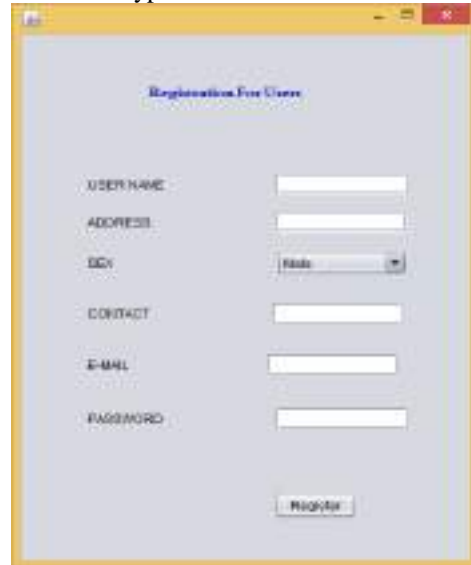 Registration For Users
USER NAME
ADDRESS
SEX
Male
CONTACT
E-MAIL
PASSWORD
Register